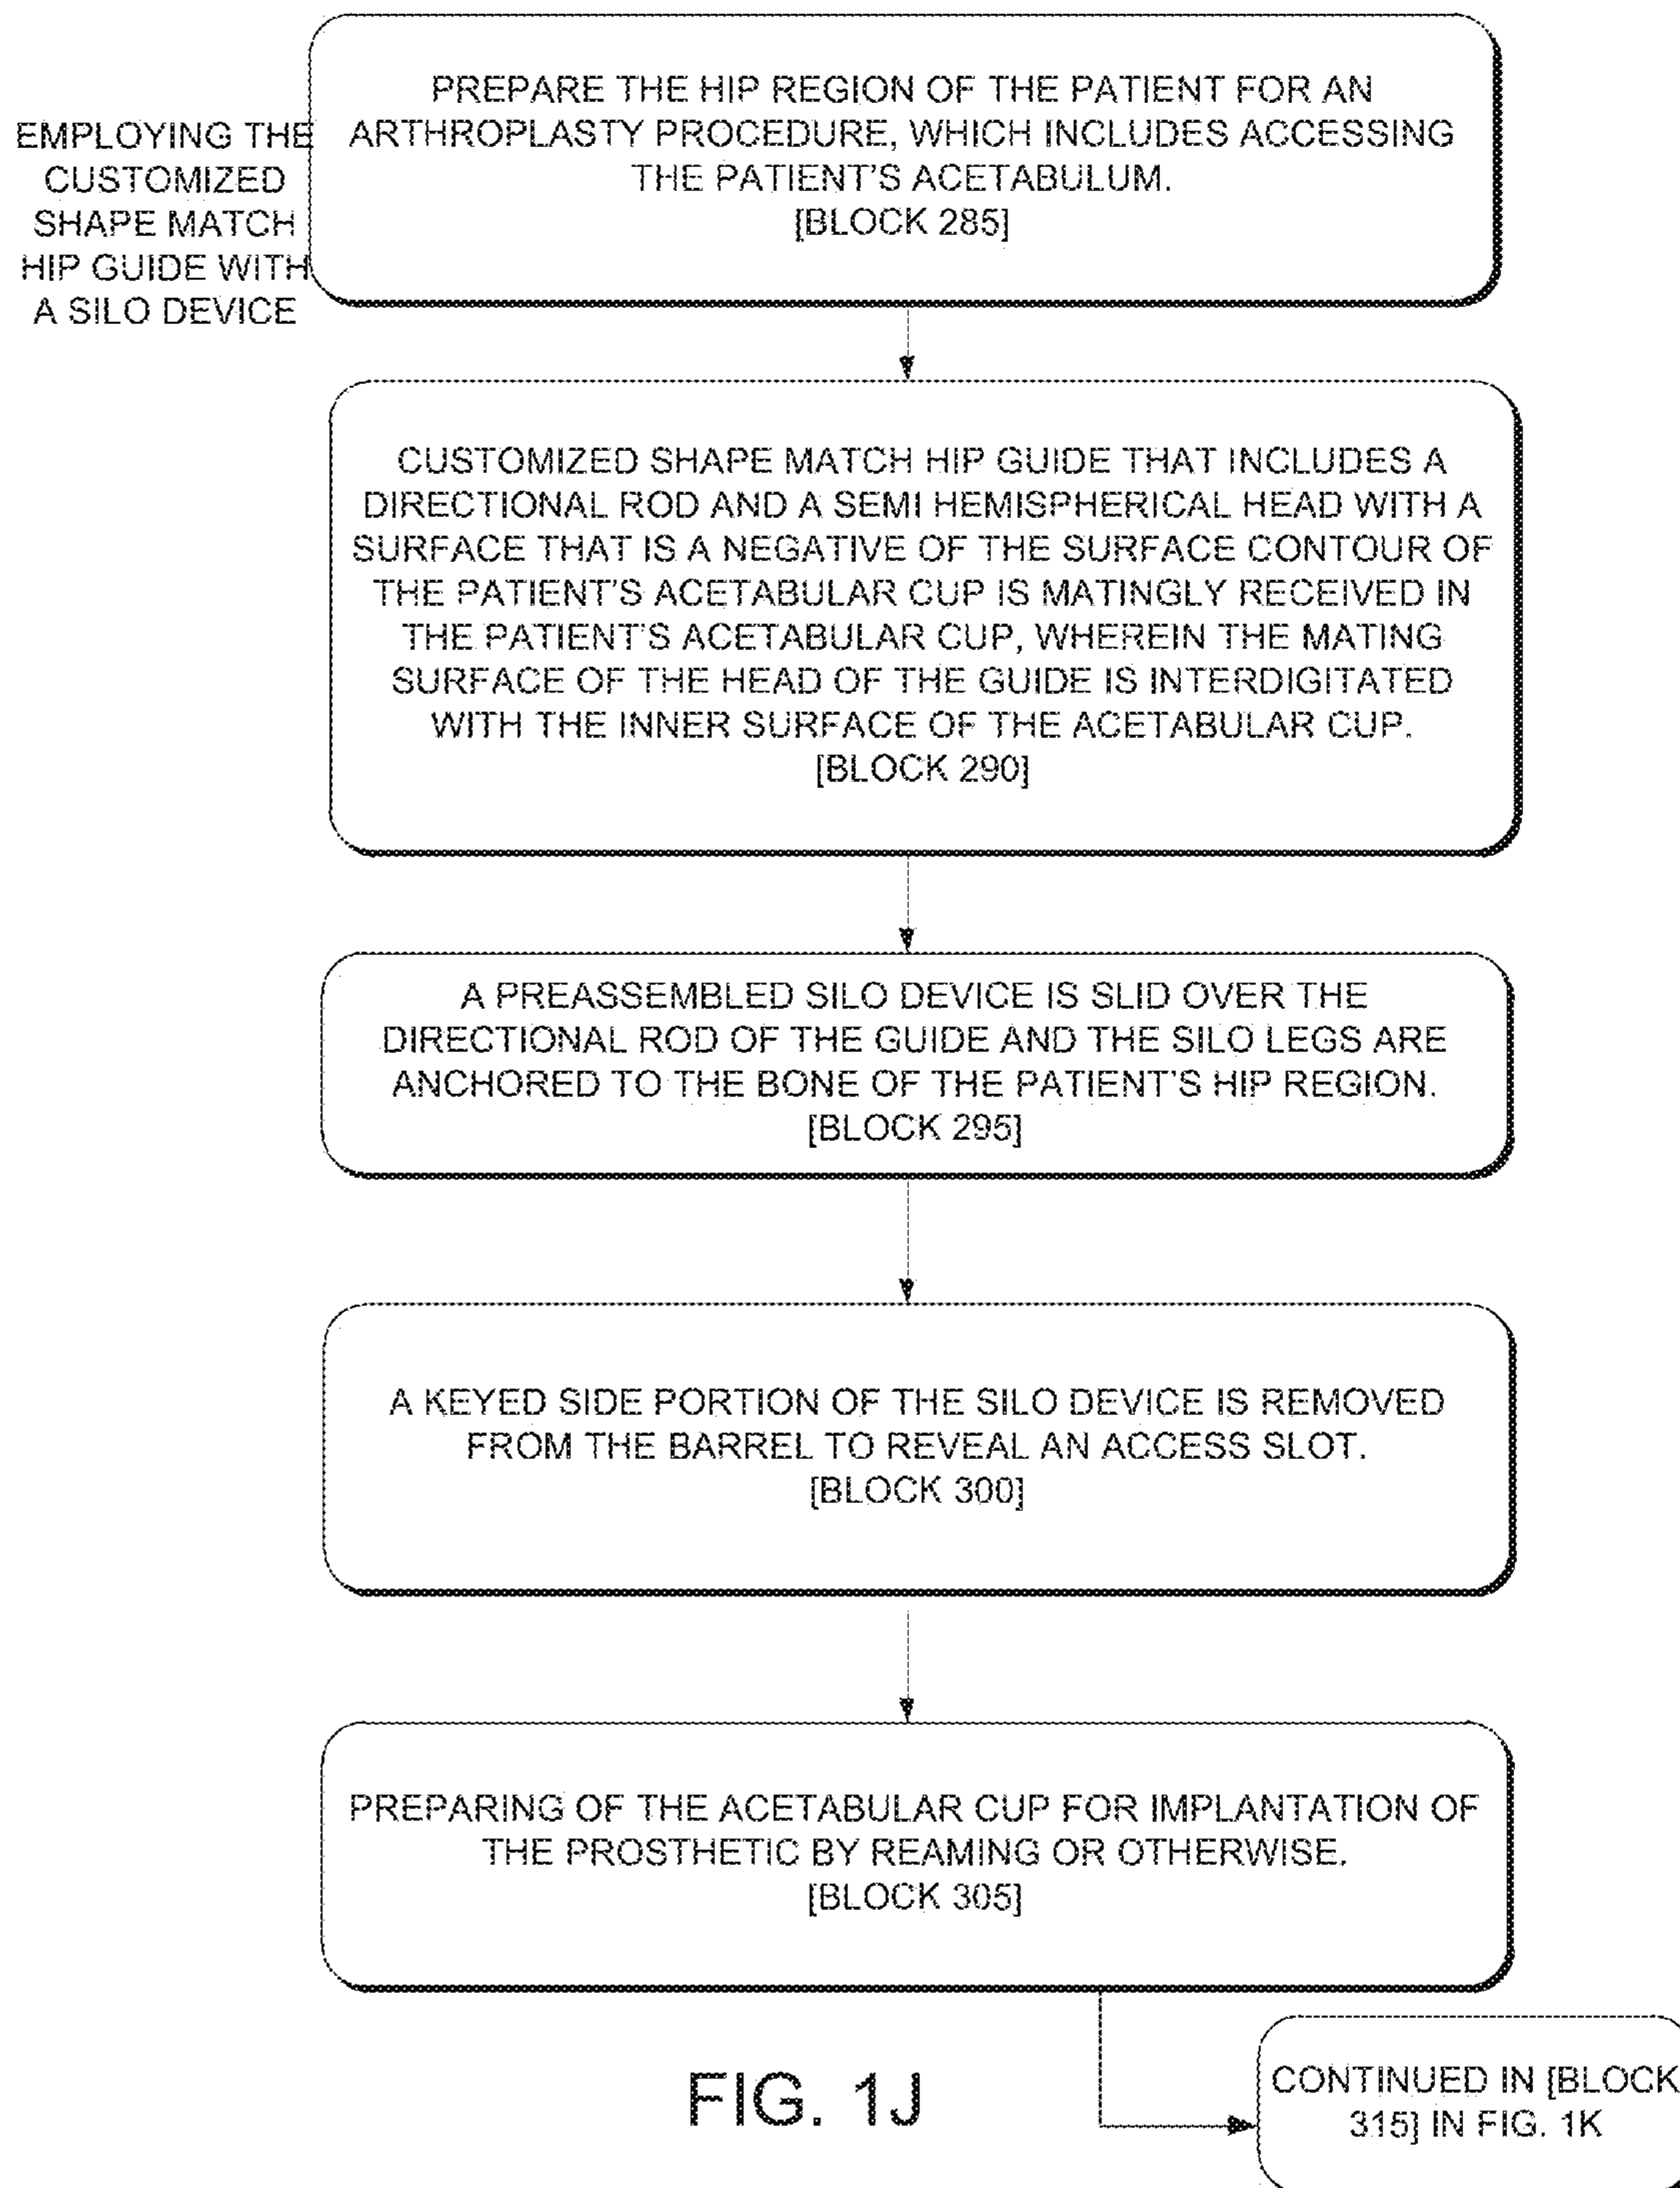 EMPLOYING THE
CUSTOMIZED
SHAPE MATCH
HIP GUIDE WITH
A SILO DEVICE
PREPARE THE HIP REGION OF THE PATIENT FOR AN
ARTHROPLASTY PROCEDURE, WHICH INCLUDES ACCESSING
THE PATIENT'S ACETABULUM.
[BLOCK 285]
CUSTOMIZED SHAPE MATCH HIP GUIDE THAT INCLUDES A
DIRECTIONAL ROD AND A SEMI HEMISPHERICAL HEAD WITH A
SURFACE THAT IS A NEGATIVE OF THE SURFACE CONTOUR OF
THE PATIENT'S ACETABULAR CUP IS MATINGLY RECEIVED IN
THE PATIENT'S ACETABULAR CUP, WHEREIN THE MATING
SURFACE OF THE HEAD OF THE GUIDE IS INTERDIGITATED
WITH THE INNER SURFACE OF THE ACETABULAR CUP.
[BLOCK 290]
A PREASSEMBLED SILO DEVICE IS SLID OVER THE
DIRECTIONAL ROD OF THE GUIDE AND THE SILO LEGS ARE
ANCHORED TO THE BONE OF THE PATIENT'S HIP REGION.
[BLOCK 295]
A KEYED SIDE PORTION OF THE SILO DEVICE IS REMOVED
FROM THE BARREL TO REVEAL AN ACCESS SLOT.
[BLOCK 300]
PREPARING OF THE ACETABULAR CUP FOR IMPLANTATION OF
THE PROSTHETIC BY REAMING OR OTHERWISE.
[BLOCK 305]
CONTINUED IN [BLOCK
315] IN FIG. 1K
FIG. 1J